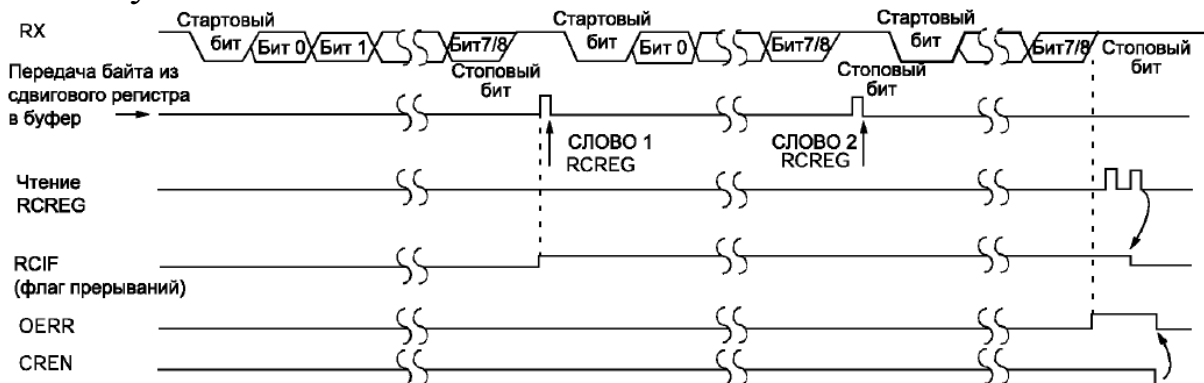 RX
Стартовый бит
Бит 0
Бит 1
Бит7/8
Стоповый бит
Стартовый бит
Бит 0
Бит7/8
Стоповый бит
Стартовый бит
Бит7/8
Стоповый бит
Передача байта из
сдвигового регистра
в буфер
СЛОВО 1
RCREG
СЛОВО 2
RCREG
Чтение
RCREG
RCIF
(флаг прерываний)
OERR
CREN